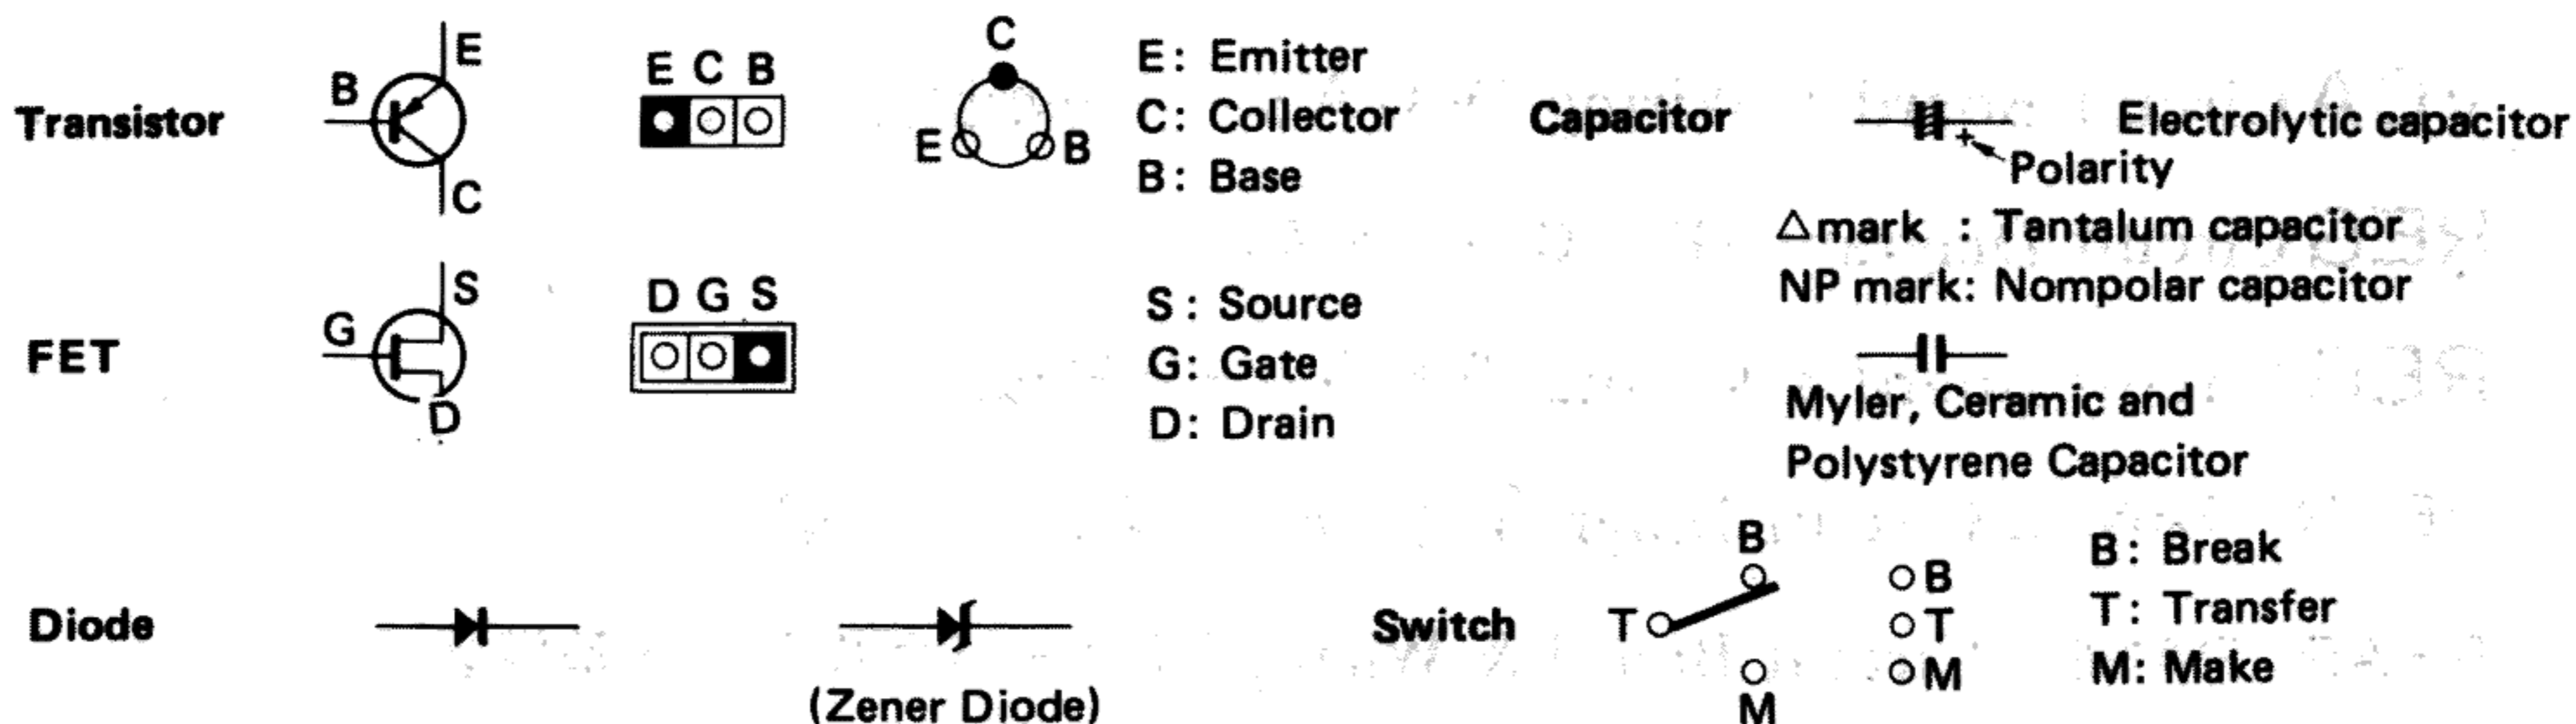 Transistor
B
E
C
E C B
C
E
B
E: Emitter
C: Collector
B: Base
Capacitor
+
Electrolytic capacitor
Polarity
△mark : Tantalum capacitor
NP mark: Nompolar capacitor
FET
G
S
D
D G S
S: Source
G: Gate
D: Drain
Myler, Ceramic and
Polystyrene Capacitor
Diode
(Zener Diode)
Switch
B
T
M
B
T
M
B: Break
T: Transfer
M: Make